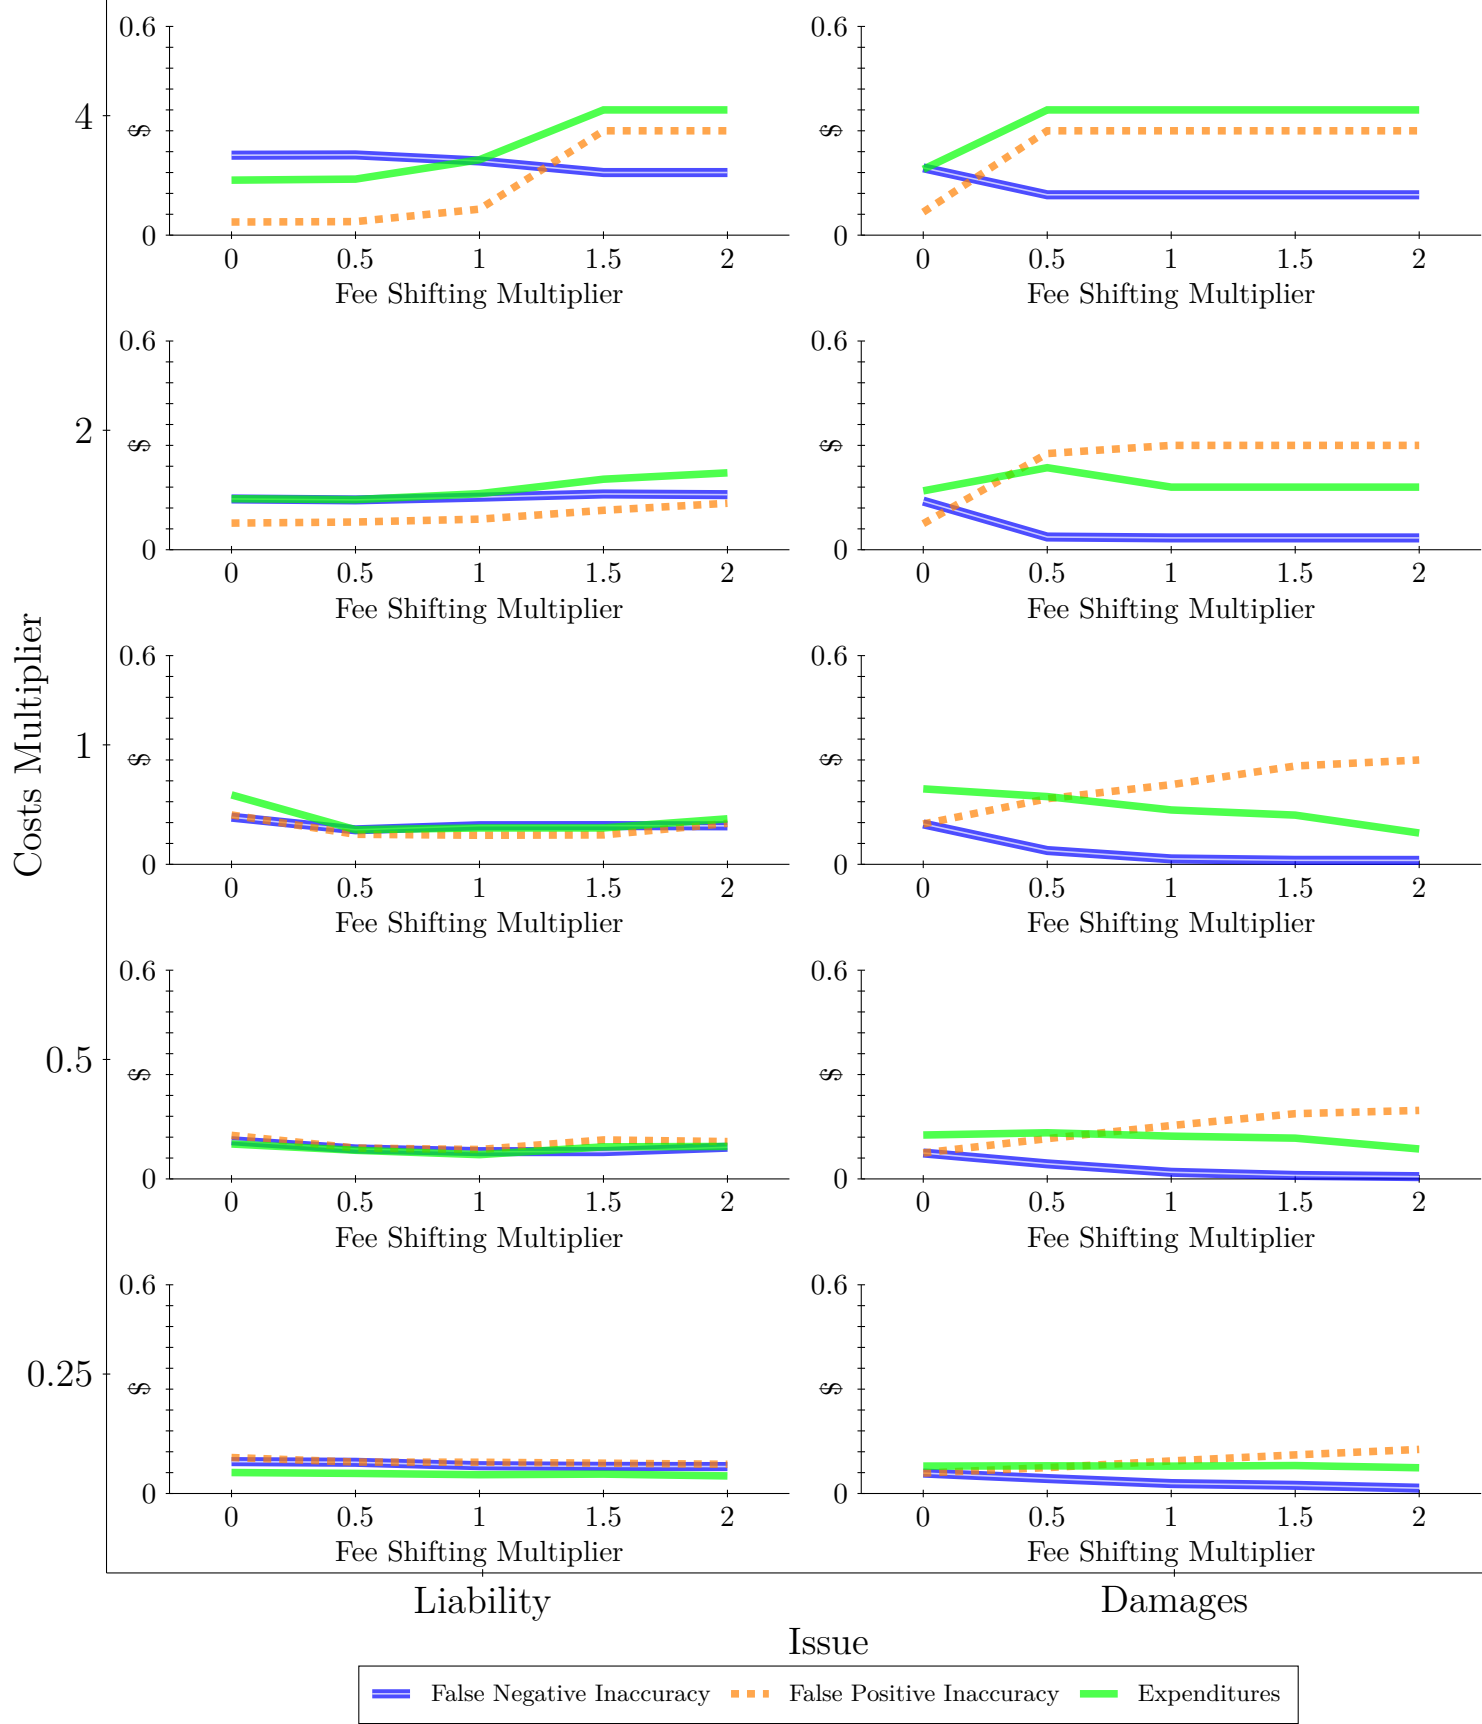 0.6
0.6
4
$
$
0
0
0 0.5 1 1.5 2
0 0.5 1 1.5 2
Fee Shifting Multiplier
Fee Shifting Multiplier
0.6
0.6
2
$
$
0
0
0 0.5 1 1.5 2
0 0.5 1 1.5 2
Fee Shifting Multiplier
Fee Shifting Multiplier
Costs Multiplier
0.6
0.6
1
$
$
0
0
0 0.5 1 1.5 2
0 0.5 1 1.5 2
Fee Shifting Multiplier
Fee Shifting Multiplier
0.6
0.6
0.5
$
$
0
0
0 0.5 1 1.5 2
0 0.5 1 1.5 2
Fee Shifting Multiplier
Fee Shifting Multiplier
0.6
0.6
0.25
$
$
0
0
0 0.5 1 1.5 2
0 0.5 1 1.5 2
Fee Shifting Multiplier
Fee Shifting Multiplier
Liability
Damages
Issue
False Negative Inaccuracy False Positive Inaccuracy Expenditures